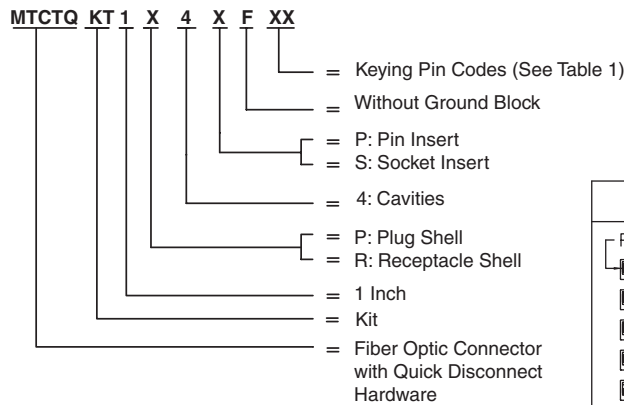 MTCTQ KT 1 X 4 X F XX
= Keying Pin Codes (See Table 1)
= Without Ground Block
= P: Pin Insert
= S: Socket Insert
= 4: Cavities
= P: Plug Shell
= R: Receptacle Shell
= 1 Inch
= Kit
= Fiber Optic Connector
with Quick Disconnect
Hardware